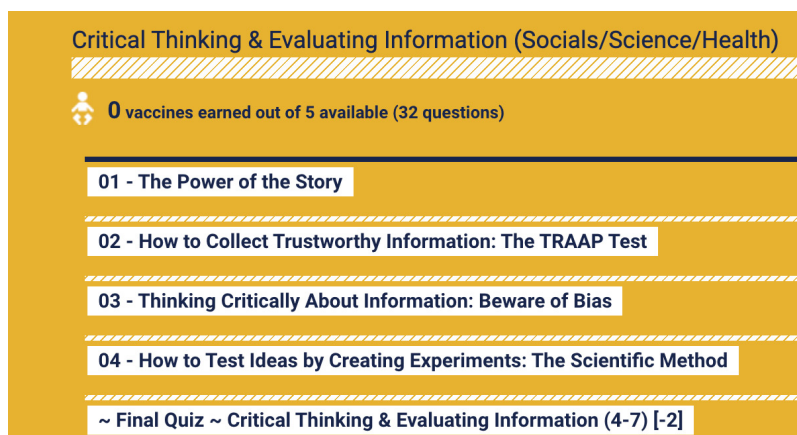 Critical Thinking & Evaluating Information (Socials/Science/Health)
0 vaccines earned out of 5 available (32 questions)
01 - The Power of the Story
02 - How to Collect Trustworthy Information: The TRAAP Test
03 - Thinking Critically About Information: Beware of Bias
04 - How to Test Ideas by Creating Experiments: The Scientific Method
~ Final Quiz ~ Critical Thinking & Evaluating Information (4-7) [-2]